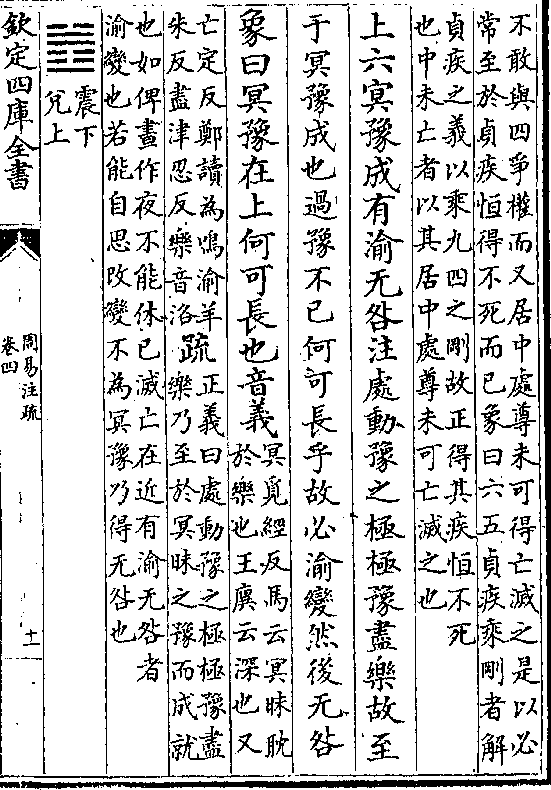 不敢與四爭權而又居中處尊未可得亡滅之是以必
常至於貞疾恒得不死而已象曰六五貞疾乘剛者解
貞疾之義以乘九四之剛故正得其疾恒不死
也中未亡者以其居中處尊未可亡滅之也
上六冥豫成有渝无咎注處動豫之極極豫盡樂故至
于冥豫成也過豫不已何可長乎故必渝變然後无咎
象曰冥豫在上何可長也音義
冥覓經反馬云冥昧耽
於樂也王廙云深也又
亡定反鄭讀為鳴渝羊
朱反盡津忍反樂音洛
疏
正義曰處動豫之極極豫盡
樂乃至於冥昧之豫而成就
也如俾晝作夜不能休已滅亡在近有渝无咎者
渝變也若能自思改變不為冥豫乃得无咎也
䷐
震下
兌上
欽定四庫全書
周易注疏
卷四
十一